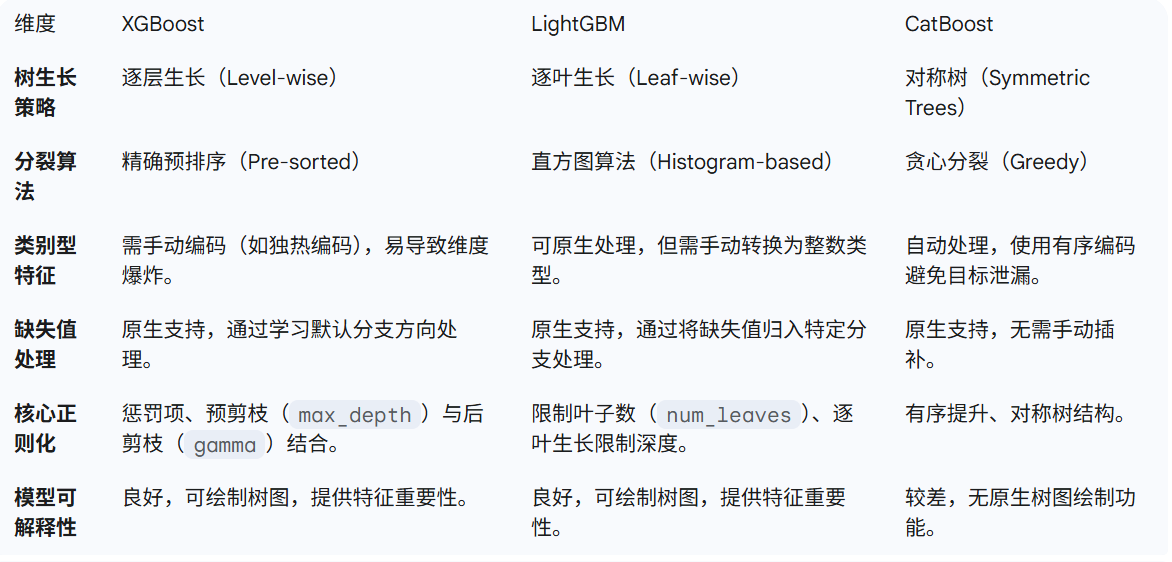 维度 XGBoost LightGBM CatBoost
树生长 逐层生长（Level-wise） 逐叶生长（Leaf-wise） 对称树（Symmetric
策略 Trees）
分裂算 精确预排序（Pre-sorted） 直方图算法（Histogram-based） 贪心分裂（Greedy）
法
类别型 需手动编码（如独热编码），易导致维度 可原生处理，但需手动转换为整数类 自动处理，使用有序编码
特征 爆炸。 型。 避免目标泄漏。
缺失值 原生支持，通过学习默认分支方向处 原生支持，通过将缺失值归入特定分 原生支持，无需手动插
处理 理。 支处理。 补。
核心正 惩罚项、预剪枝（max_depth）与后 限制叶子数（num_leaves）、逐 有序提升、对称树结构。
则化 剪枝（gamma）结合。 叶生长限制深度。
模型可 良好，可绘制树图，提供特征重要性。 良好，可绘制树图，提供特征重要 较差，无原生树图绘制功
解释性 性。 能。